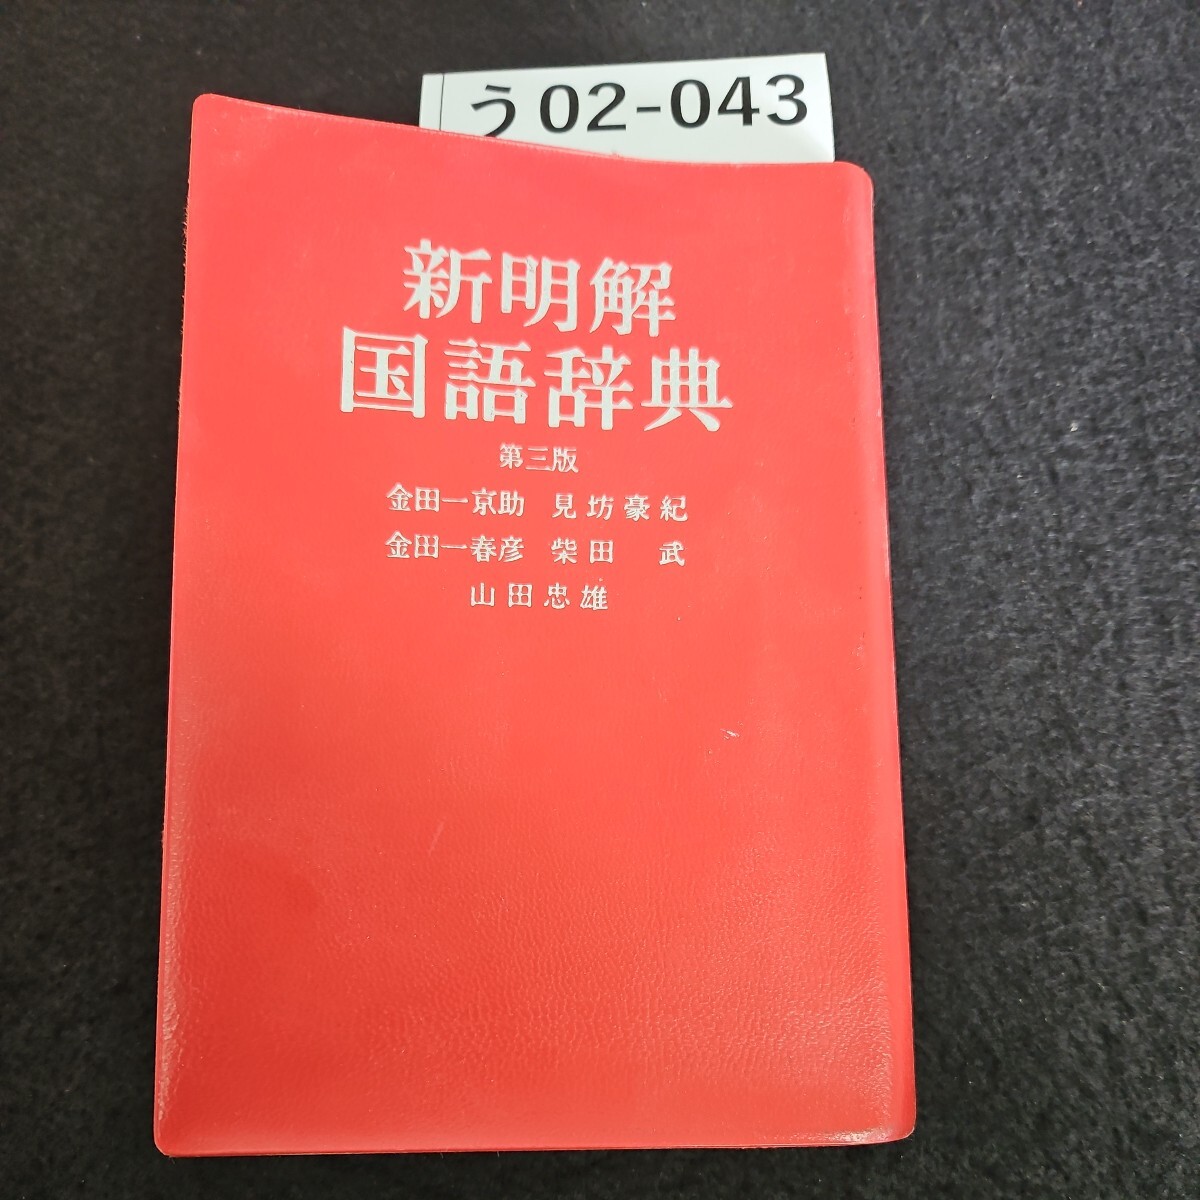 う02-043
新明解
国語辞典
第三版
金田一京助 見坊豪紀
金田一春彦 柴田 武
山田忠雄